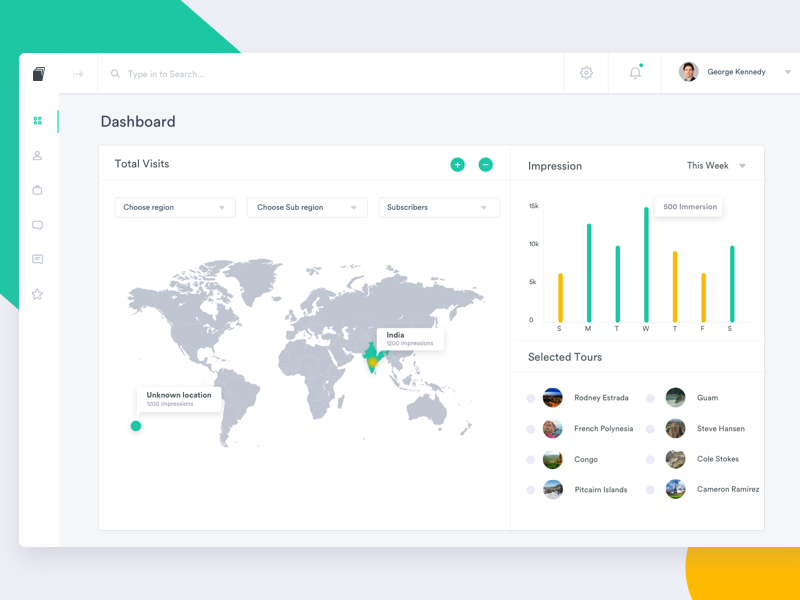 Type in to Search...
George Kennedy
Dashboard
Total Visits
Choose region
Choose Sub region
Subscribers
India
1200 impressions
Unknown location
1200 impressions
Impression
This Week
500 Immersion
15k
10k
5k
0
S M T W T F S
Selected Tours
Rodney Estrada
Guam
French Polynesia
Steve Hansen
Congo
Cole Stokes
Pitcairn Islands
Cameron Ramirez